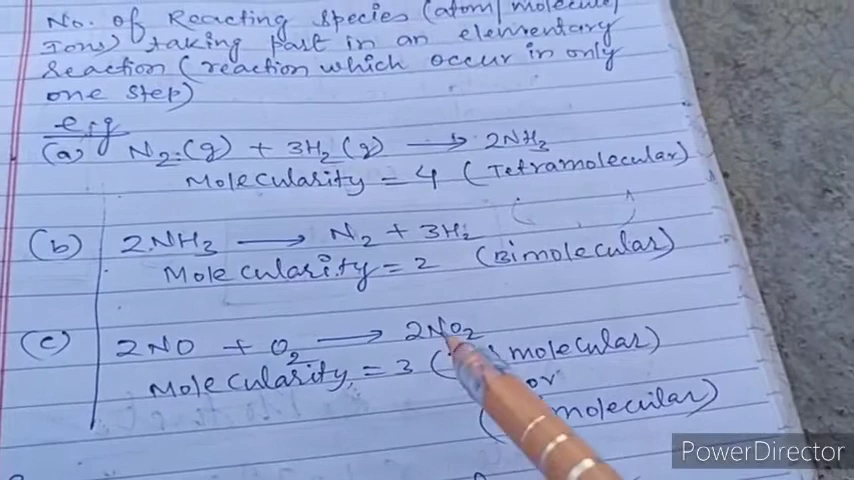 No. of Reacting species (atom/molecule/
Ions) taking part in an elementary
reaction (reaction which occur in only
one step)
e.g
(a) N₂(g) + 3H₂(g) ⟶ 2NH₃
Molecularity = 4 (Tetramolecular)
(b) 2NH₃ ⟶ N₂ + 3H₂
Molecularity = 2 (Bimolecular)
(c) 2NO + O₂ ⟶ 2NO₂
Molecularity = 3 ( molecular)
or
( molecular)
PowerDirector